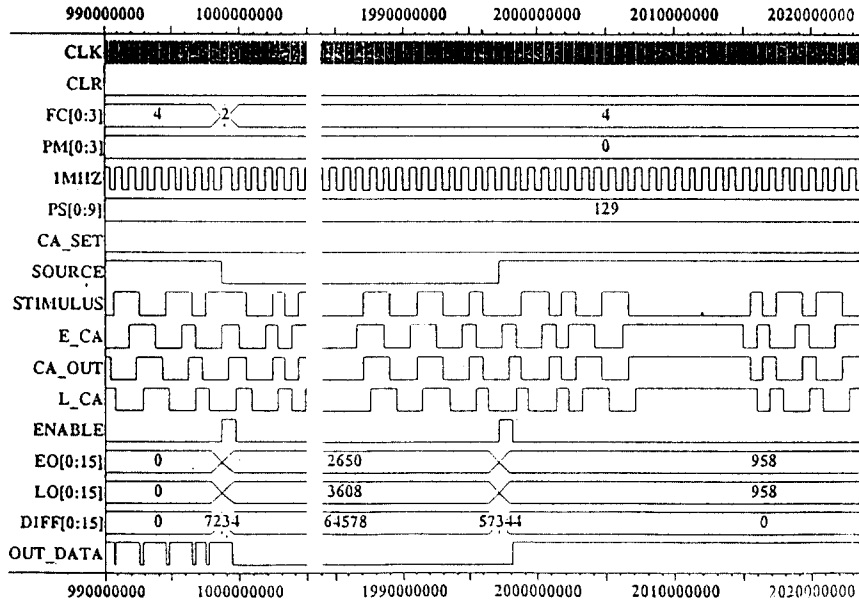 990000000 1000000000 1990000000 2000000000 2010000000 2020000000
CLK
CLR
FC[0:3] 4 2 4
PM[0:3] 0
1MHZ
PS[0:9] 129
CA_SET
SOURCE
STIMULUS
E_CA
CA_OUT
L_CA
ENABLE
EO[0:15] 0 2650 958
LO[0:15] 0 3608 958
DIFF[0:15] 0 7234 64578 57344 0
OUT_DATA
990000000 1000000000 1990000000 2000000000 2010000000 2020000000